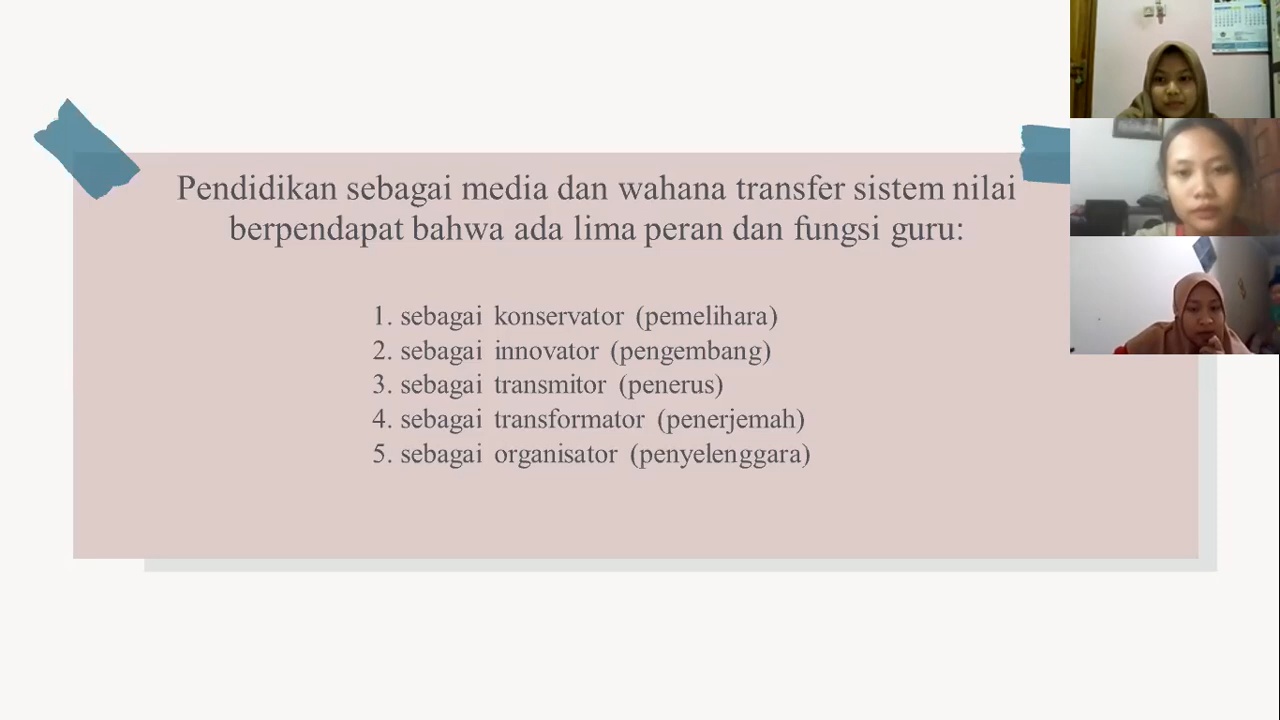 Pendidikan sebagai media dan wahana transfer sistem nilai
berpendapat bahwa ada lima peran dan fungsi guru:
1. sebagai konservator (pemelihara)
2. sebagai innovator (pengembang)
3. sebagai transmitor (penerus)
4. sebagai transformator (penerjemah)
5. sebagai organisator (penyelenggara)